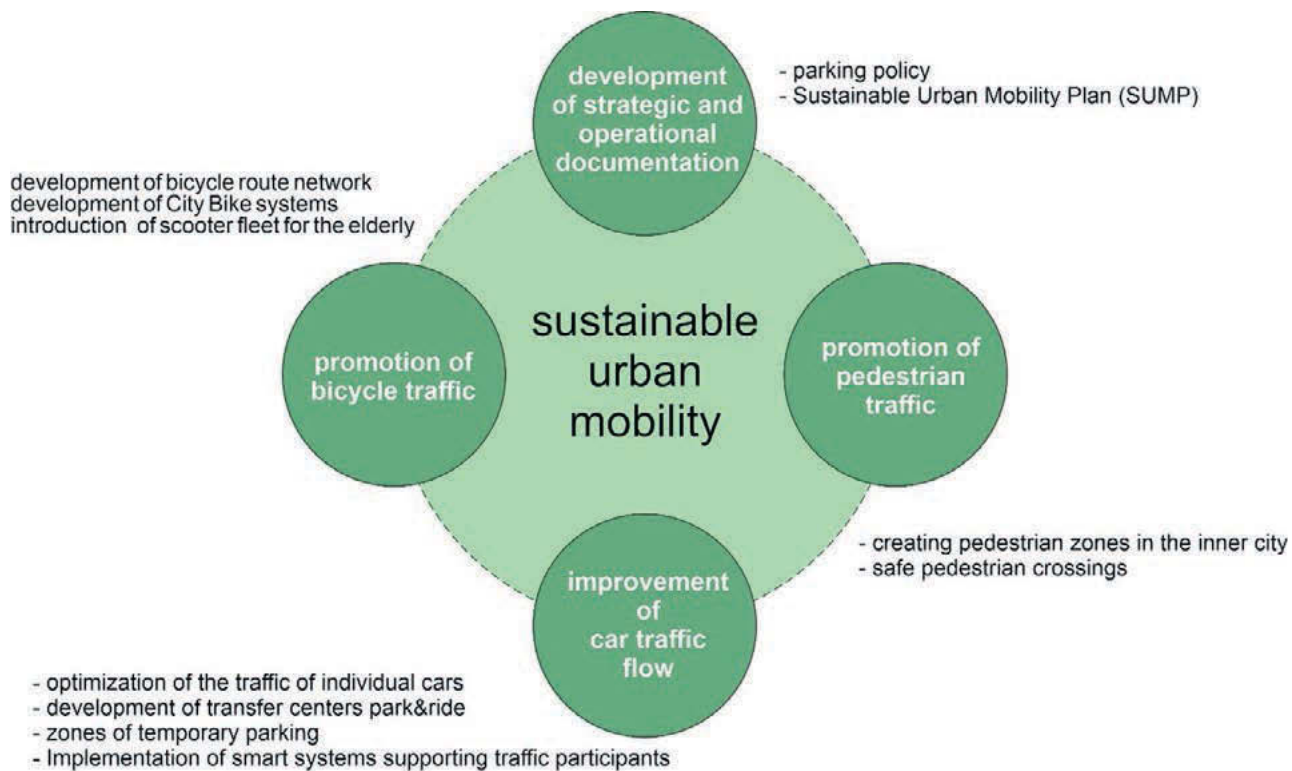 development
of strategic and
operational
documentation
- parking policy
- Sustainable Urban Mobility Plan (SUMP)
development of bicycle route network
development of City Bike systems
introduction of scooter fleet for the elderly
promotion of
bicycle traffic
sustainable
urban
mobility
promotion of
pedestrian
traffic
- creating pedestrian zones in the inner city
- safe pedestrian crossings
improvement
of
car traffic
flow
- optimization of the traffic of individual cars
- development of transfer centers park&ride
- zones of temporary parking
- Implementation of smart systems supporting traffic participants